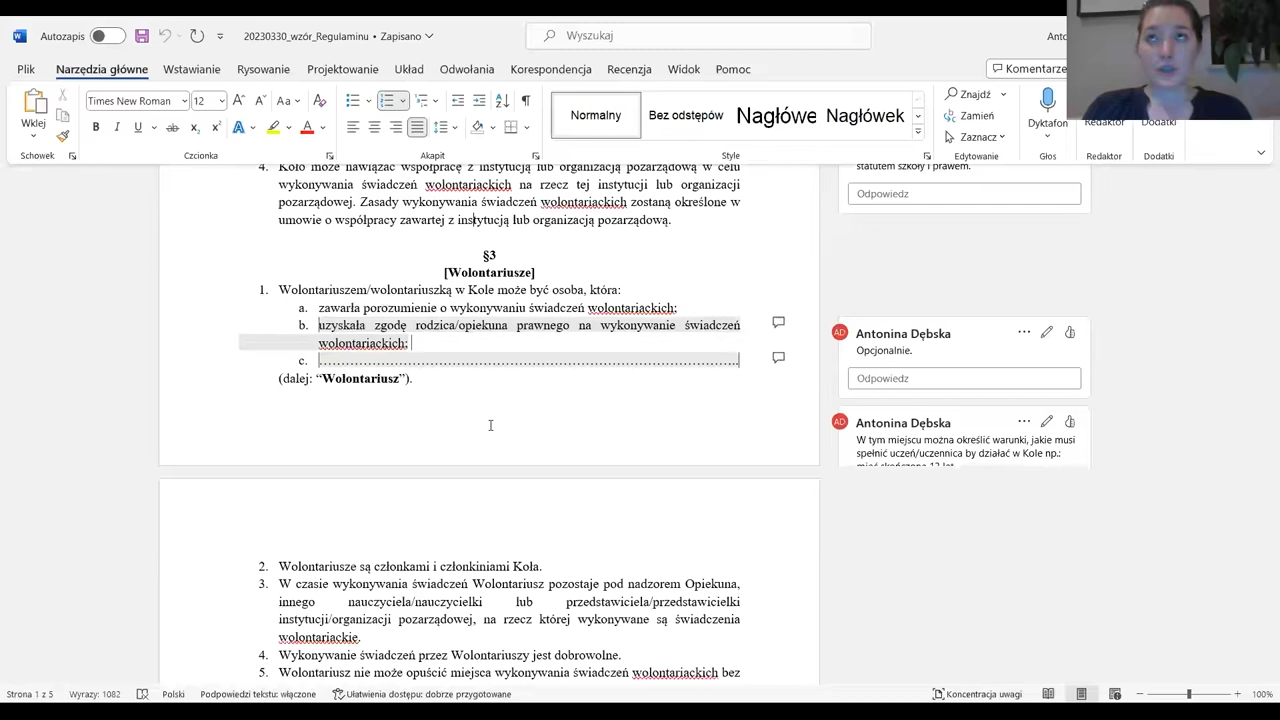 Autozapis
20230330_wzór_Regulaminu • Zapisano
Wyszukaj
Anto
Plik
Narzędzia główne
Wstawianie
Rysowanie
Projektowanie
Układ
Odwołania
Korespondencja
Recenzja
Widok
Pomoc
Komentarze
Wklej
Times New Roman
12
Normalny
Bez odstępów
Nagłówe
Nagłówek
Znajdź
Zamień
Zaznacz
Dyktafon
Redaktor
Dodatki
Schowek
Czcionka
Akapit
Style
Edytowanie
Głos
Redaktor
Dodatki
4. Koło może nawiązać współpracę z instytucją lub organizacją pozarządową w celu
wykonywania świadczeń wolontariackich na rzecz tej instytucji lub organizacji
pozarządowej. Zasady wykonywania świadczeń wolontariackich zostaną określone w
umowie o współpracy zawartej z instytucją lub organizacją pozarządową.
§3
[Wolontariusze]
1. Wolontariuszem/wolontariuszką w Kole może być osoba, która:
a. zawarła porozumienie o wykonywaniu świadczeń wolontariackich;
b. uzyskała zgodę rodzica/opiekuna prawnego na wykonywanie świadczeń
wolontariackich;
c. …………………………………………………………………………..
(dalej: “Wolontariusz”).
2. Wolontariusze są członkami i członkiniami Koła.
3. W czasie wykonywania świadczeń Wolontariusz pozostaje pod nadzorem Opiekuna,
innego nauczyciela/nauczycielki lub przedstawiciela/przedstawicielki
instytucji/organizacji pozarządowej, na rzecz której wykonywane są świadczenia
wolontariackie.
4. Wykonywanie świadczeń przez Wolontariuszy jest dobrowolne.
5. Wolontariusz nie może opuścić miejsca wykonywania świadczeń wolontariackich bez
statutem szkoły i prawem.
Odpowiedz
AD Antonina Dębska
Opcjonalnie.
Odpowiedz
AD Antonina Dębska
W tym miejscu można określić warunki, jakie musi
spełnić uczeń/uczennica by działać w Kole np.:
mieć skończone 13 lat
Strona 1 z 5
Wyrazy: 1082
Polski
Podpowiedzi tekstu: włączone
Ułatwienia dostępu: dobrze przygotowane
Koncentracja uwagi
100%